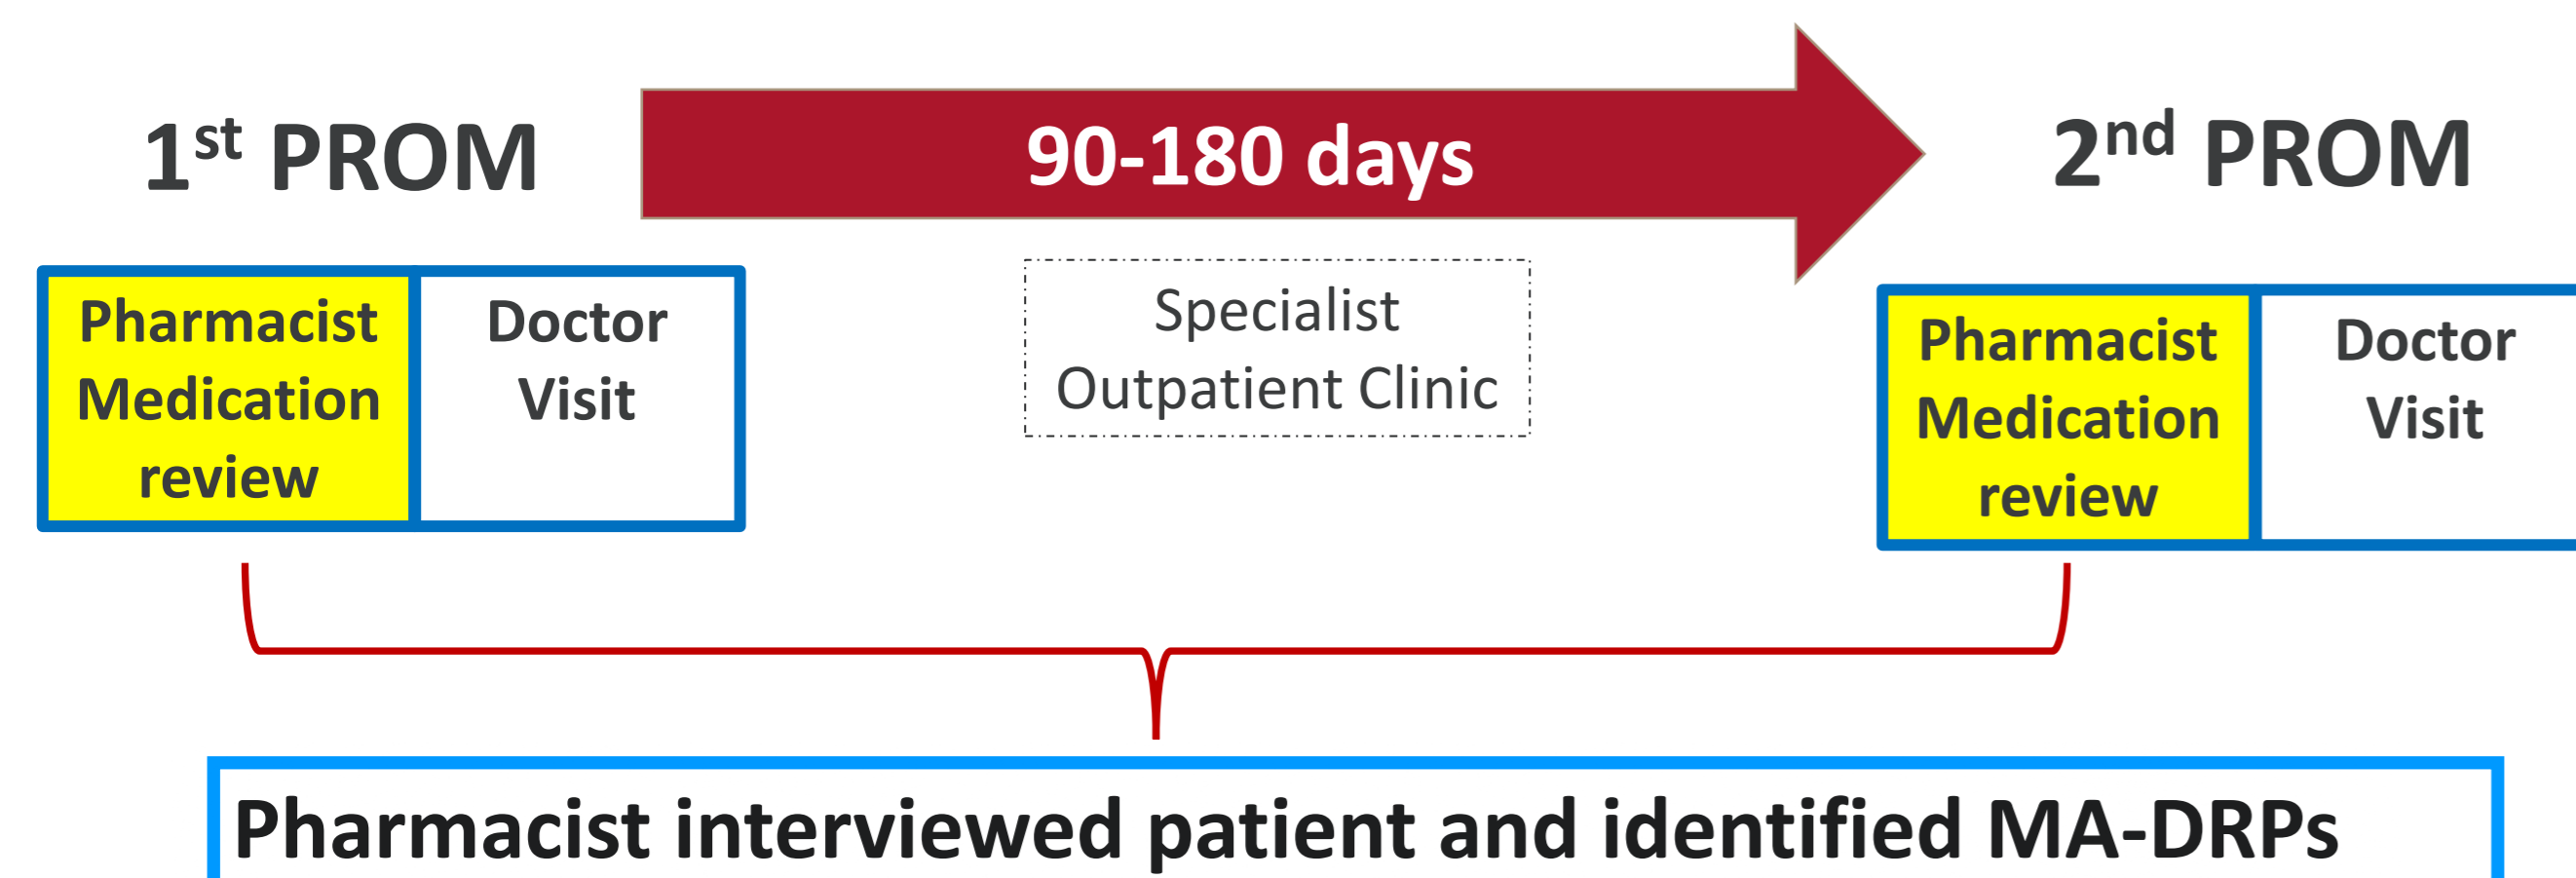 1st PROM
90-180 days
2nd PROM
Pharmacist
Medication
review
Doctor
Visit
Specialist
Outpatient Clinic
Pharmacist
Medication
review
Doctor
Visit
Pharmacist interviewed patient and identified MA-DRPs